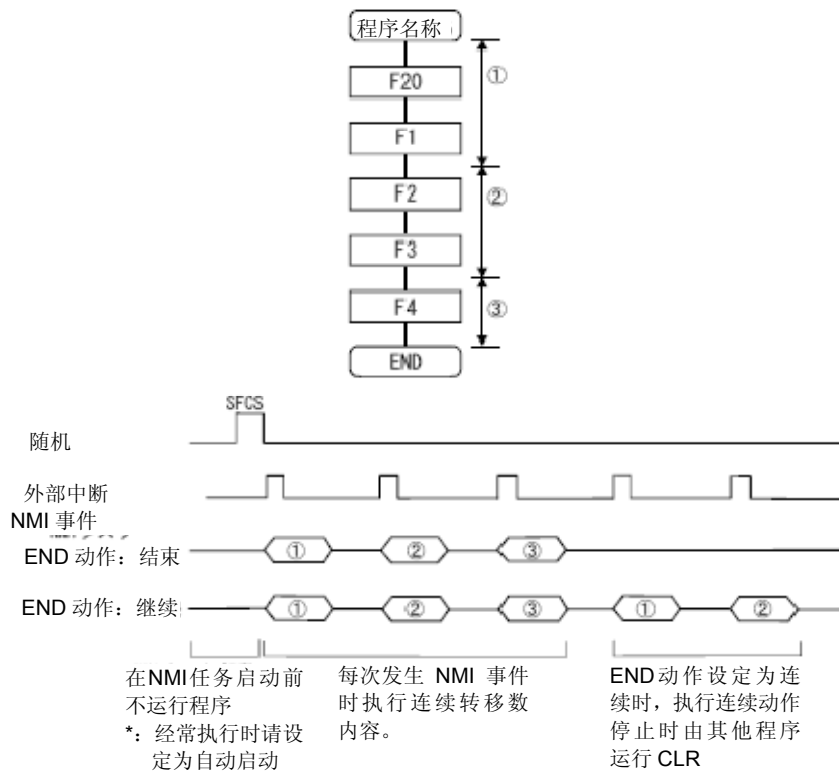 程序名称
F20
①
F1
F2
②
F3
F4
③
END
SFCS
随机
外部中断
NMI 事件
END 动作：结束
①
②
③
END 动作：继续
①
②
③
①
②
在NMI任务启动前
不运行程序
*：经常执行时请设
定为自动启动
每次发生 NMI 事件
时执行连续转移数
内容。
END动作设定为连
续时，执行连续动作
停止时由其他程序
运行 CLR